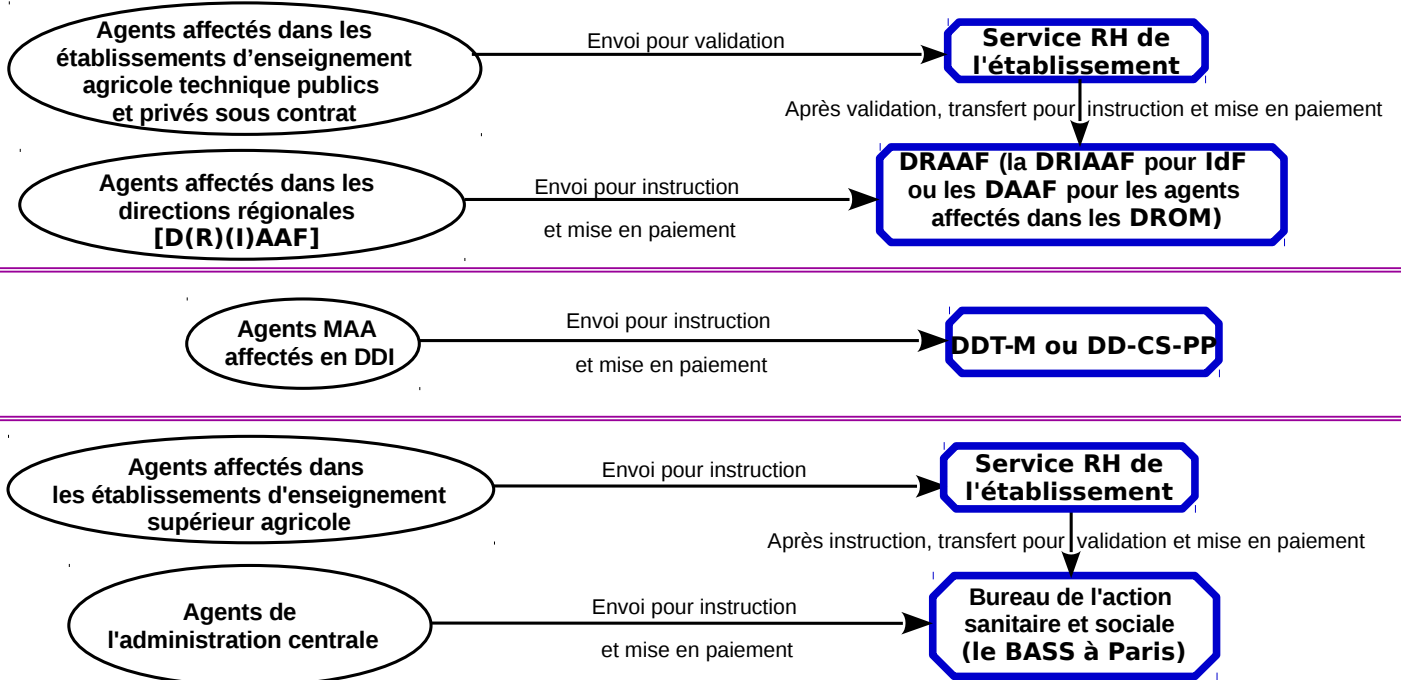 Agents affectés dans les
établissements d’enseignement
agricole technique publics
et privés sous contrat
Envoi pour validation
Service RH de
l'établissement
Après validation, transfert pour instruction et mise en paiement
Agents affectés dans les
directions régionales
[D(R)(I)AAF]
Envoi pour instruction
et mise en paiement
DRAAF (la DRIAAF pour IdF
ou les DAAF pour les agents
affectés dans les DROM)
Agents MAA
affectés en DDI
Envoi pour instruction
et mise en paiement
DDT-M ou DD-CS-PP
Agents affectés dans
les établissements d'enseignement
supérieur agricole
Envoi pour instruction
Service RH de
l'établissement
Après instruction, transfert pour validation et mise en paiement
Agents de
l'administration centrale
Envoi pour instruction
et mise en paiement
Bureau de l'action
sanitaire et sociale
(le BASS à Paris)